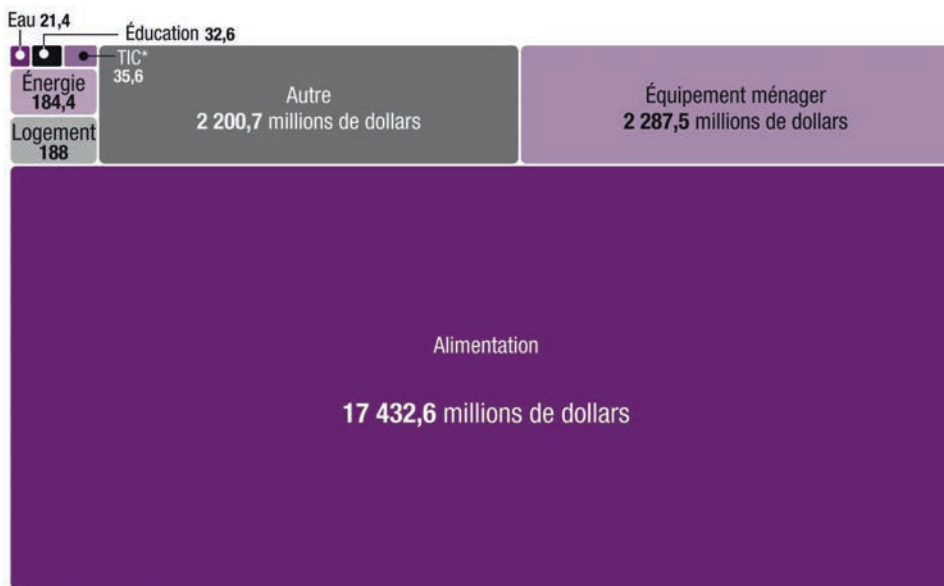 Eau 21,4
Éducation 32,6
TIC*
35,6
Énergie
184,4
Logement
188
Autre
2 200,7 millions de dollars
Équipement ménager
2 287,5 millions de dollars
Alimentation
17 432,6 millions de dollars